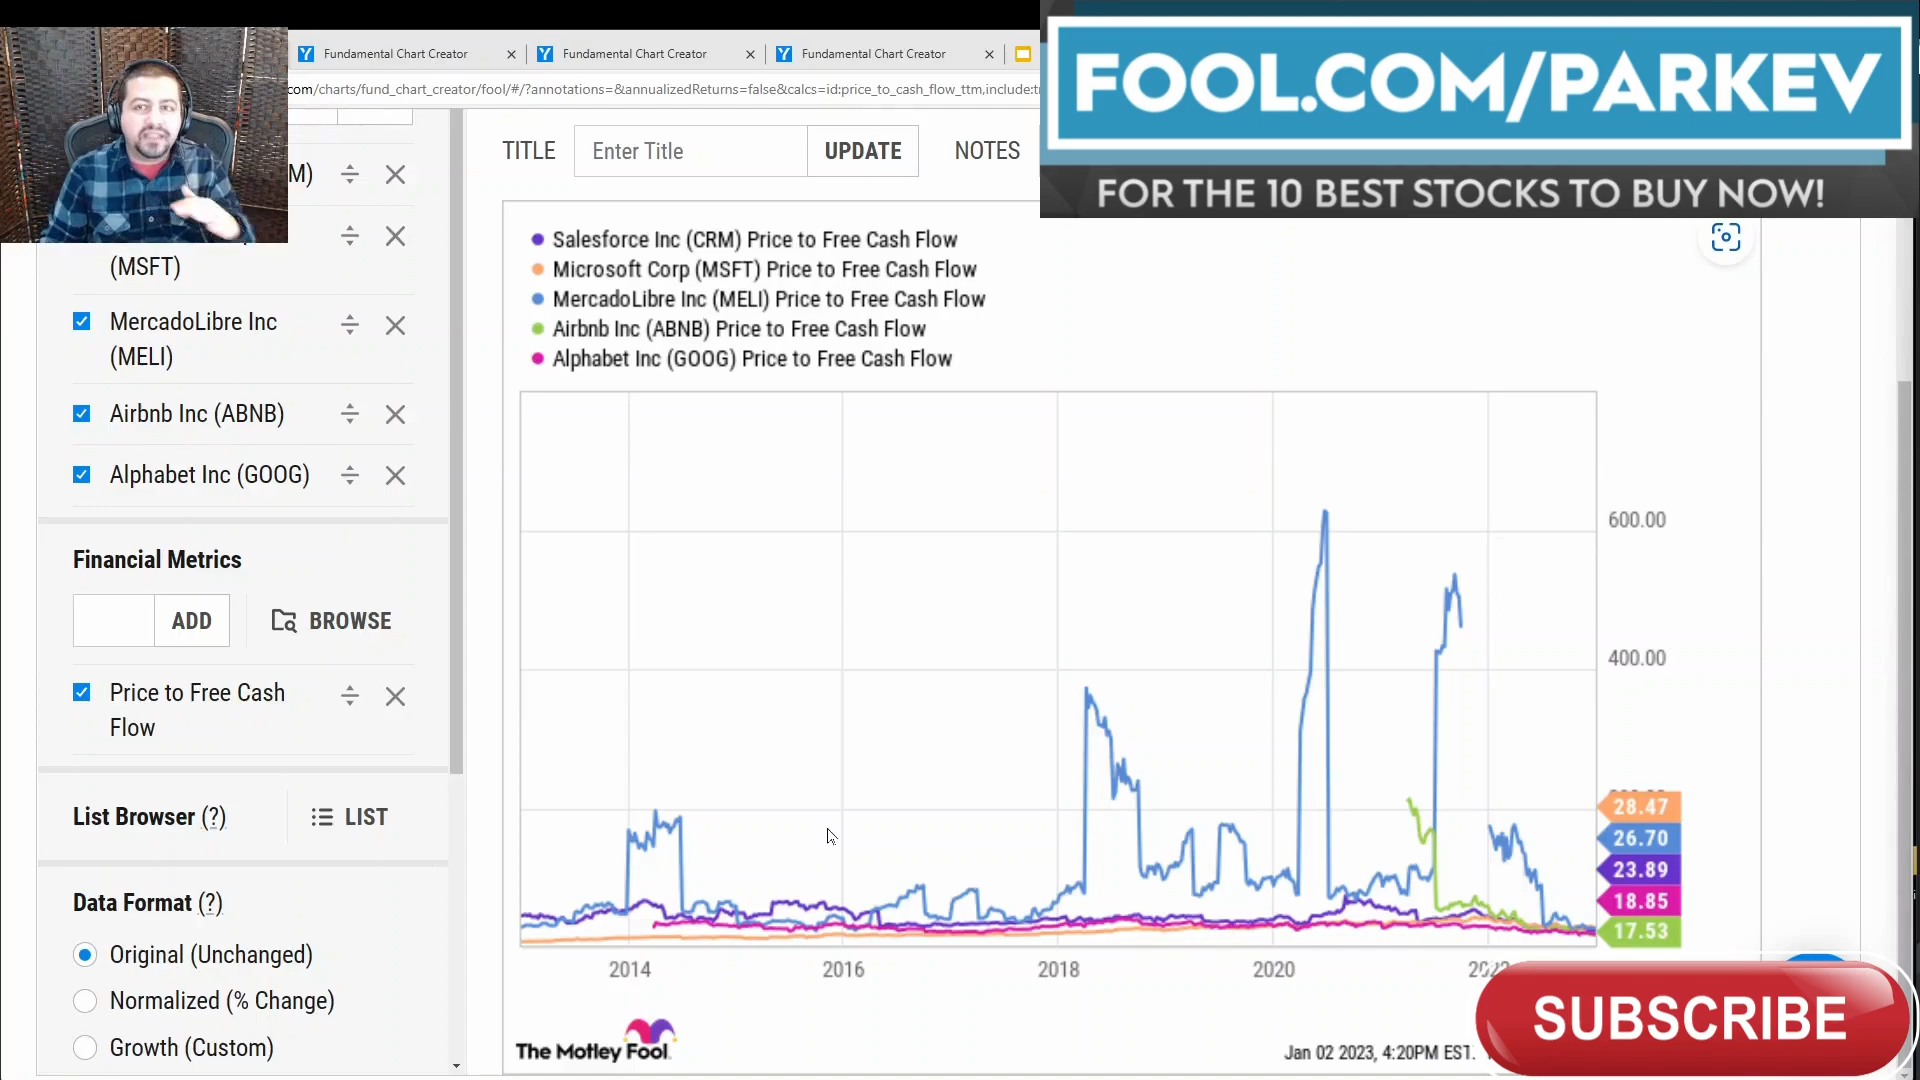 Fundamental Chart Creator
Fundamental Chart Creator
Fundamental Chart Creator
FOOL.COM/PARKEV
FOR THE 10 BEST STOCKS TO BUY NOW!
com/charts/fund_chart_creator/fool/#/?annotations=&annualizedReturns=false&calcs=id:price_to_cash_flow_ttm,include:tr
TITLE
Enter Title
UPDATE
NOTES
M)
(MSFT)
MercadoLibre Inc
(MELI)
Airbnb Inc (ABNB)
Alphabet Inc (GOOG)
Financial Metrics
ADD
BROWSE
Price to Free Cash
Flow
List Browser (?)
LIST
Data Format (?)
Original (Unchanged)
Normalized (% Change)
Growth (Custom)
Salesforce Inc (CRM) Price to Free Cash Flow
Microsoft Corp (MSFT) Price to Free Cash Flow
MercadoLibre Inc (MELI) Price to Free Cash Flow
Airbnb Inc (ABNB) Price to Free Cash Flow
Alphabet Inc (GOOG) Price to Free Cash Flow
600.00
400.00
28.47
26.70
23.89
18.85
17.53
2014
2016
2018
2020
The Motley Fool
Jan 02 2023, 4:20PM EST.
SUBSCRIBE